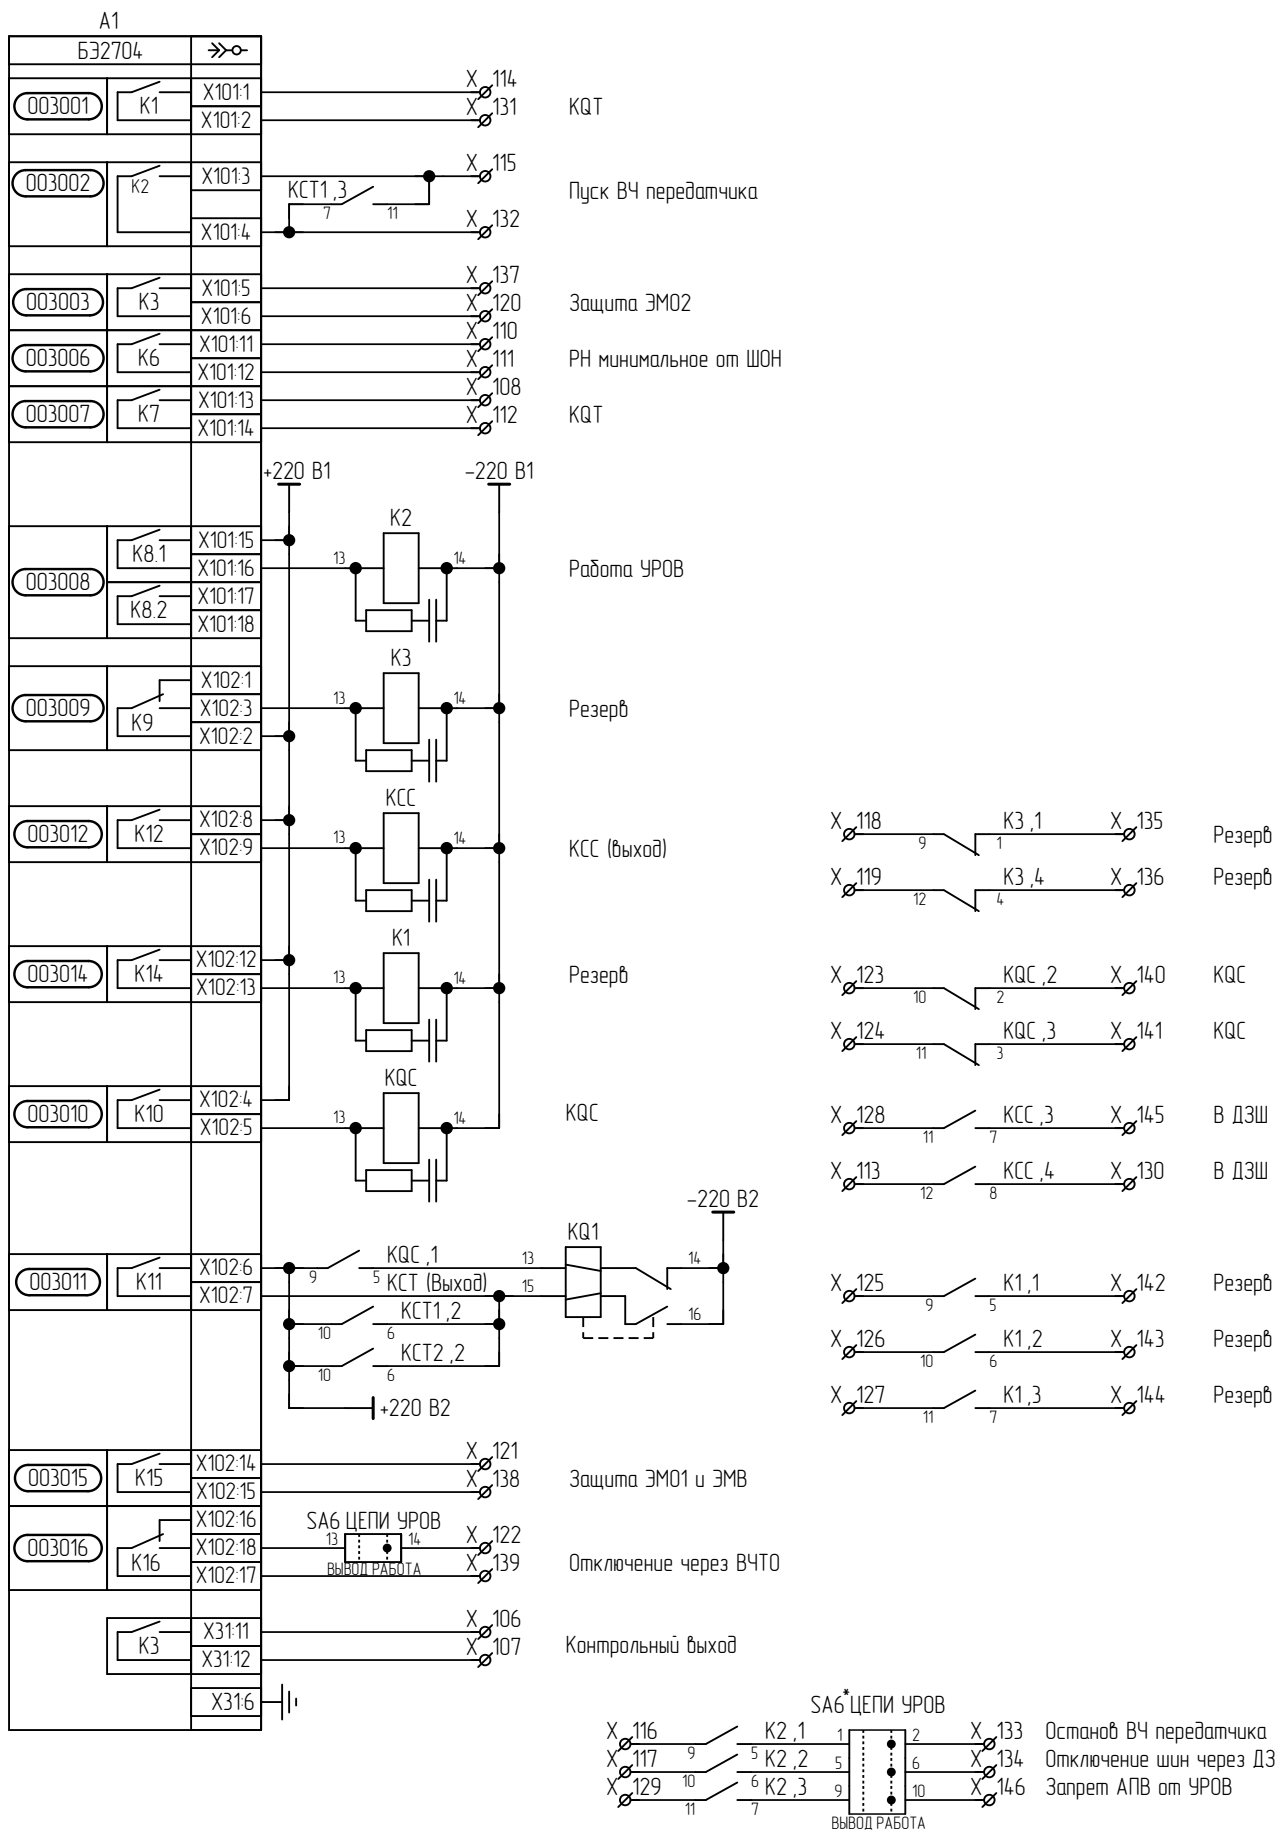 A1
БЭ2704
003001 K1 X101:1 X 114
X101:2 X 131 KQT
003002 K2 X101:3 X 115
KCT1,3 7 11 Пуск ВЧ передатчика
X101:4 X 132
003003 K3 X101:5 X 137
X101:6 X 120 Защита ЭМО2
003006 K6 X101:11 X 110
X101:12 X 111 РН минимальное от ШОН
003007 K7 X101:13 X 108
X101:14 X 112 KQT
+220 В1 -220 В1
K2
003008 K8.1 X101:15
X101:16 13 14 Работа УРОВ
K8.2 X101:17
X101:18
K3
003009 K9 X102:1
X102:3 13 14 Резерв
X102:2
KCC
003012 K12 X102:8
X102:9 13 14 KCC (выход)
X 118 9 K3,1 1 X 135 Резерв
X 119 12 K3,4 4 X 136 Резерв
K1
003014 K14 X102:12
X102:13 13 14 Резерв
X 123 10 KQC,2 2 X 140 KQC
X 124 11 KQC,3 3 X 141 KQC
KQC
003010 K10 X102:4
X102:5 13 14 KQC
X 128 11 KCC,3 7 X 145 В ДЗШ
X 113 12 KCC,4 8 X 130 В ДЗШ
-220 В2
KQ1
003011 K11 X102:6 9 KQC,1 5 13 14
X102:7 KCT (Выход) 15 16
10 KCT1,2 6
10 KCT2,2 6
+220 В2
X 125 9 K1,1 5 X 142 Резерв
X 126 10 K1,2 6 X 143 Резерв
X 127 11 K1,3 7 X 144 Резерв
003015 K15 X102:14 X 121
X102:15 X 138 Защита ЭМО1 и ЭМВ
003016 K16 X102:16 SA6 ЦЕПИ УРОВ
X102:18 13 14 X 122
ВЫВОД РАБОТА
X102:17 X 139 Отключение через ВЧТО
K3 X31:11 X 106
X31:12 X 107 Контрольный выход
X31:6
SA6* ЦЕПИ УРОВ
X 116 9 K2,1 5 1 2 X 133 Останов ВЧ передатчика
X 117 10 K2,2 6 5 6 X 134 Отключение шин через ДЗ
X 129 11 K2,3 7 9 10 X 146 Запрет АПВ от УРОВ
ВЫВОД РАБОТА